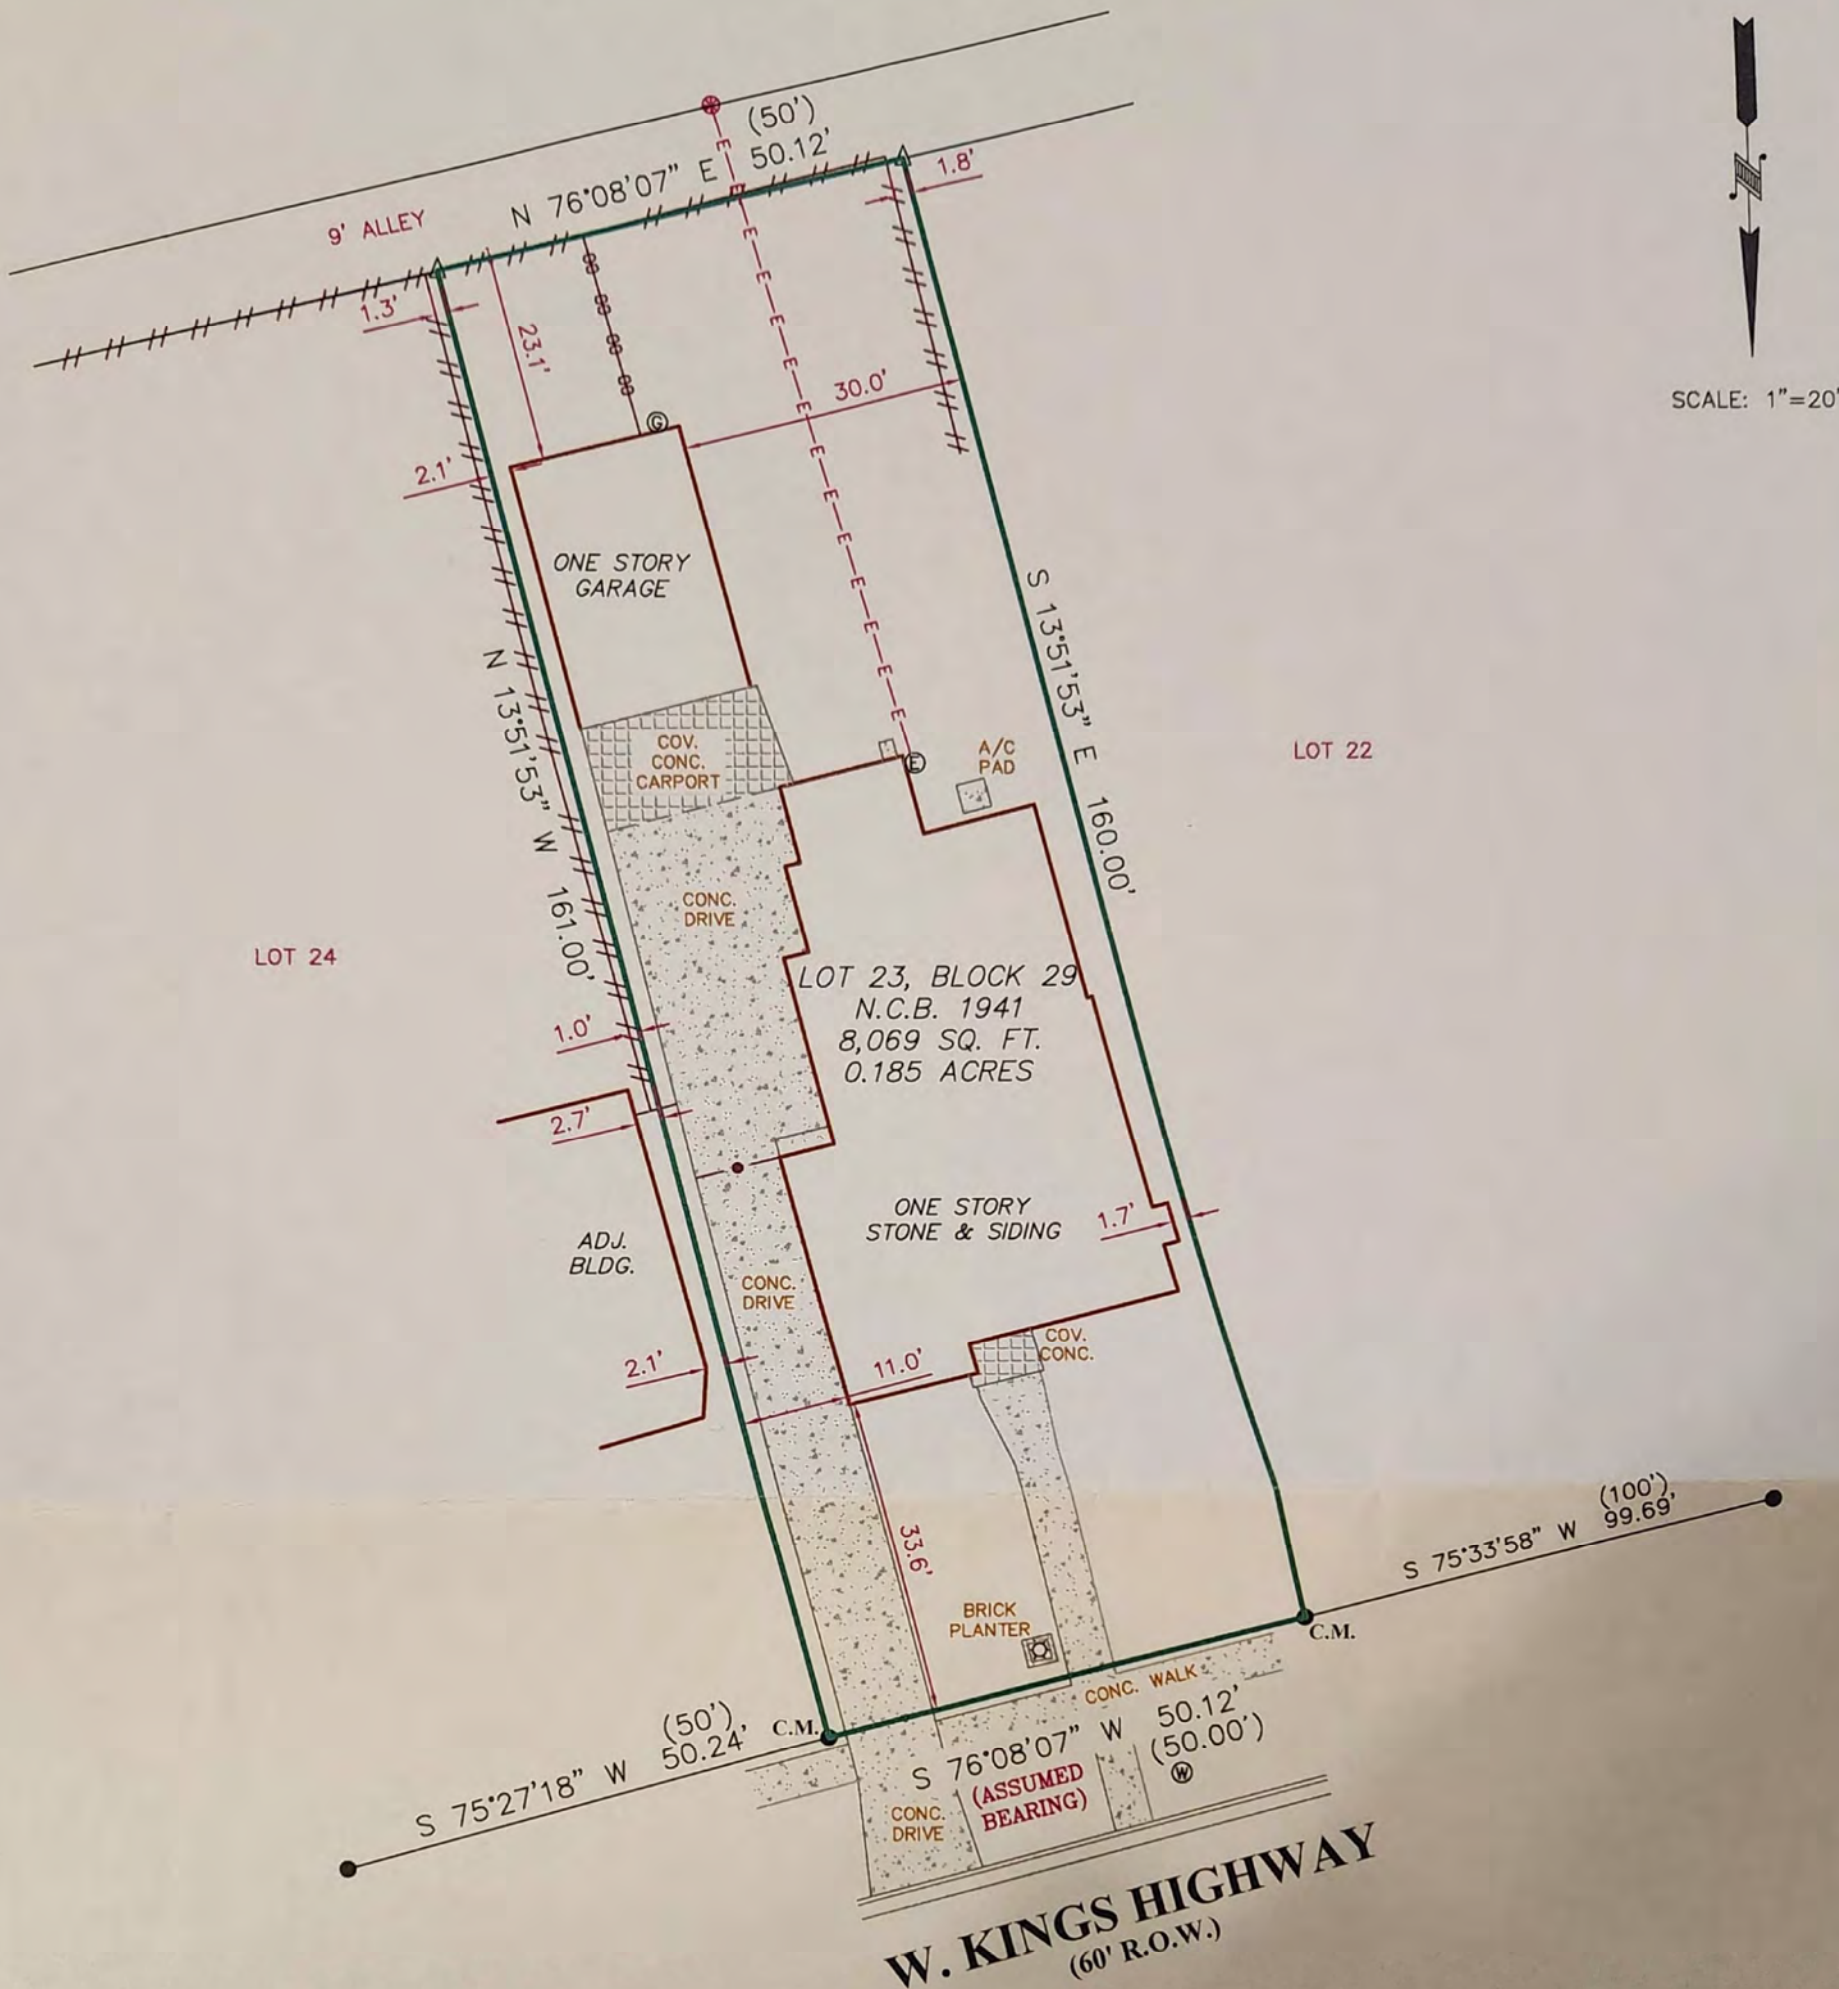 (50')
N 76°08'07" E 50.12'
9' ALLEY
1.8'
1.3'
23.1'
30.0'
SCALE: 1"=20'
G
2.1'
ONE STORY
GARAGE
S 13°51'53" E 160.00'
N 13°51'53" W 161.00'
COV.
CONC.
CARPORT
E
A/C
PAD
LOT 22
CONC.
DRIVE
LOT 24
LOT 23, BLOCK 29
N.C.B. 1941
8,069 SQ. FT.
0.185 ACRES
1.0'
2.7'
ONE STORY
STONE & SIDING
1.7'
ADJ.
BLDG.
CONC.
DRIVE
COV.
CONC.
2.1'
11.0'
33.6'
(100')
S 75°33'58" W 99.69'
BRICK
PLANTER
C.M.
CONC. WALK
(50')
S 75°27'18" W 50.24'
C.M.
S 76°08'07" W 50.12'
(50.00')
(ASSUMED
BEARING)
W
CONC.
DRIVE
W. KINGS HIGHWAY
(60' R.O.W.)